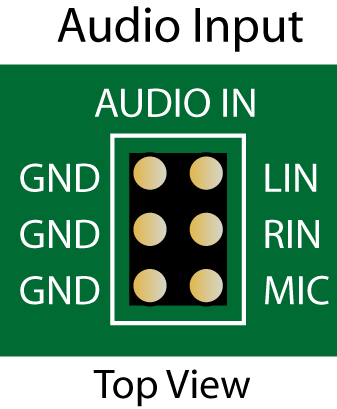 Audio Input
AUDIO IN
GND LIN
GND RIN
GND MIC
Top View